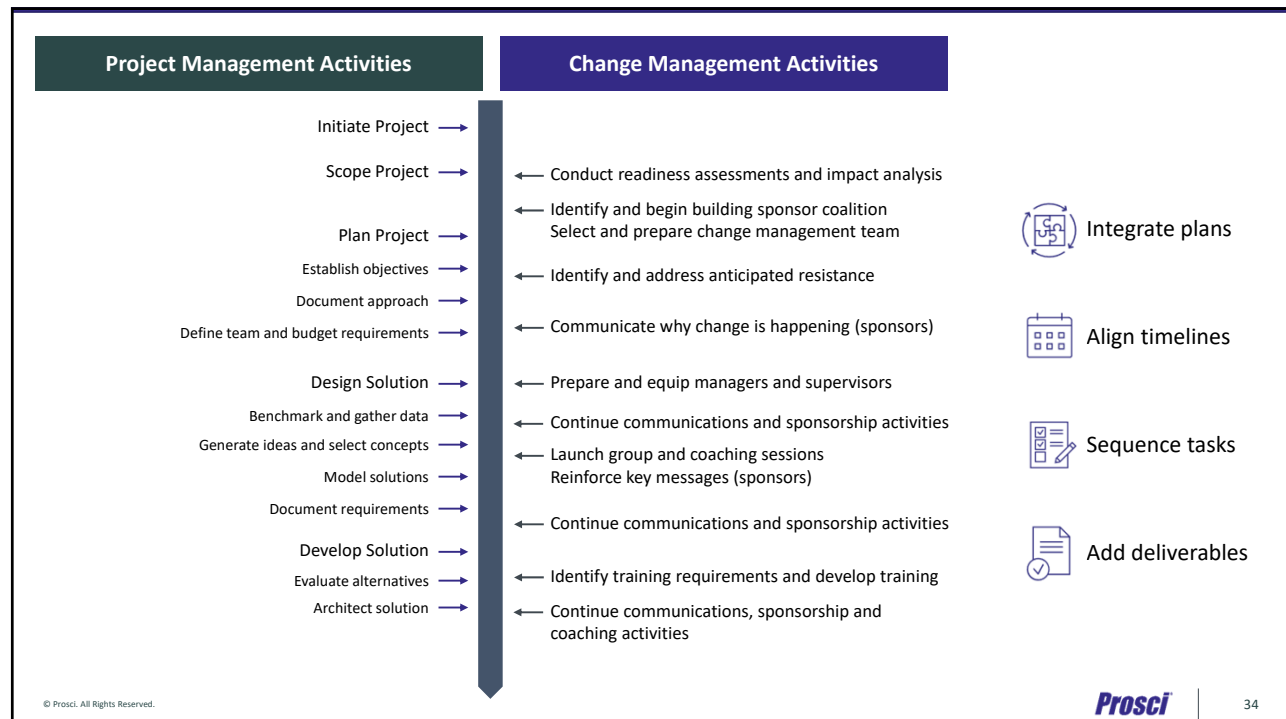 Project Management Activities
Change Management Activities
Initiate Project
Scope Project
Plan Project
Establish objectives
Document approach
Define team and budget requirements
Design Solution
Benchmark and gather data
Generate ideas and select concepts
Model solutions
Document requirements
Develop Solution
Evaluate alternatives
Architect solution
Conduct readiness assessments and impact analysis
Identify and begin building sponsor coalition
Select and prepare change management team
Identify and address anticipated resistance
Communicate why change is happening (sponsors)
Prepare and equip managers and supervisors
Continue communications and sponsorship activities
Launch group and coaching sessions
Reinforce key messages (sponsors)
Continue communications and sponsorship activities
Identify training requirements and develop training
Continue communications, sponsorship and
coaching activities
Integrate plans
Align timelines
Sequence tasks
Add deliverables
© Prosci. All Rights Reserved.
Prosci
34